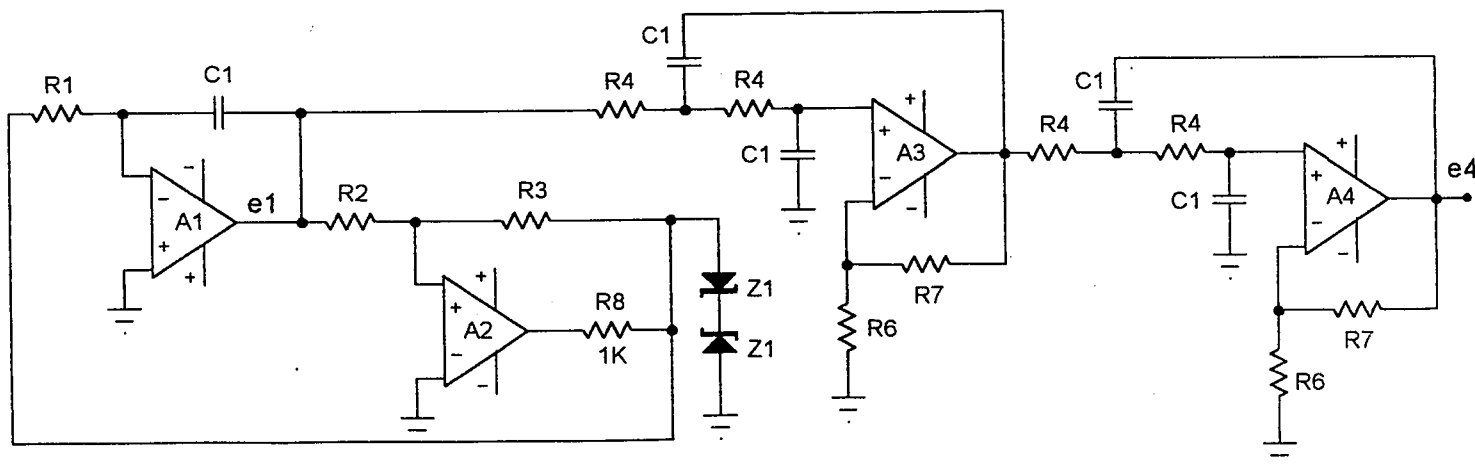 C1
C1
R1
C1
R4
R4
R4
R4
C1
C1
+
+
A3
−
−
+
+
A4
−
−
e4
−
−
A1
+
+
e1
R2
R3
+
+
A2
−
−
R8
1K
Z1
Z1
R7
R6
R7
R6